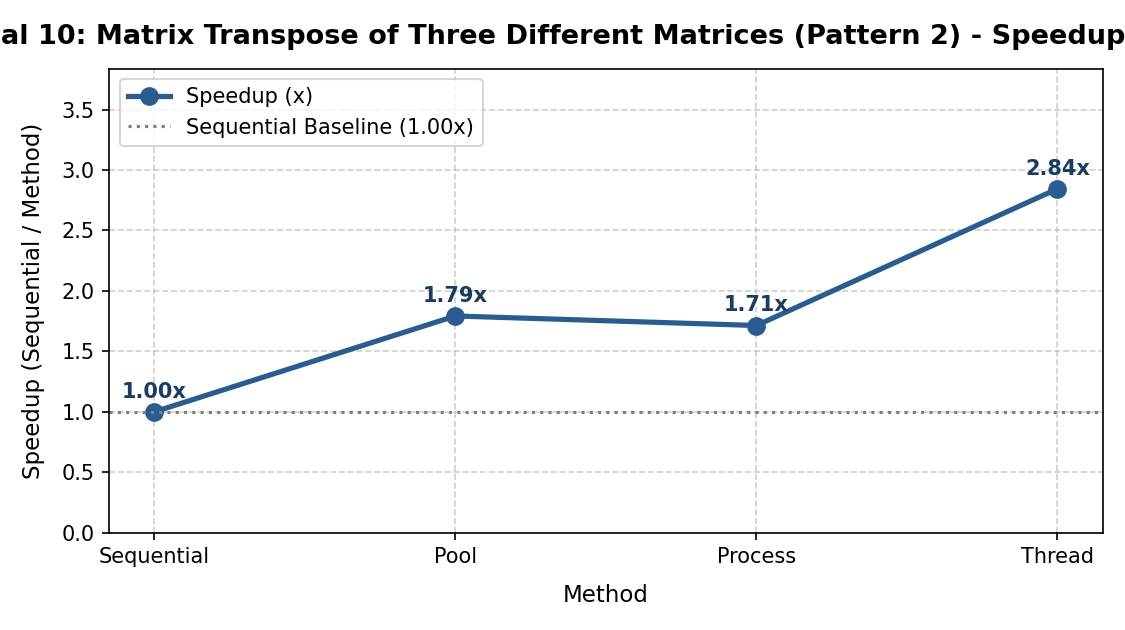 al 10: Matrix Transpose of Three Different Matrices (Pattern 2) - Speedup
Speedup (x)
Sequential Baseline (1.00x)
Speedup (Sequential / Method)
3.5
3.0
2.5
2.0
1.5
1.0
0.5
0.0
1.00x
1.79x
1.71x
2.84x
Sequential
Pool
Process
Thread
Method